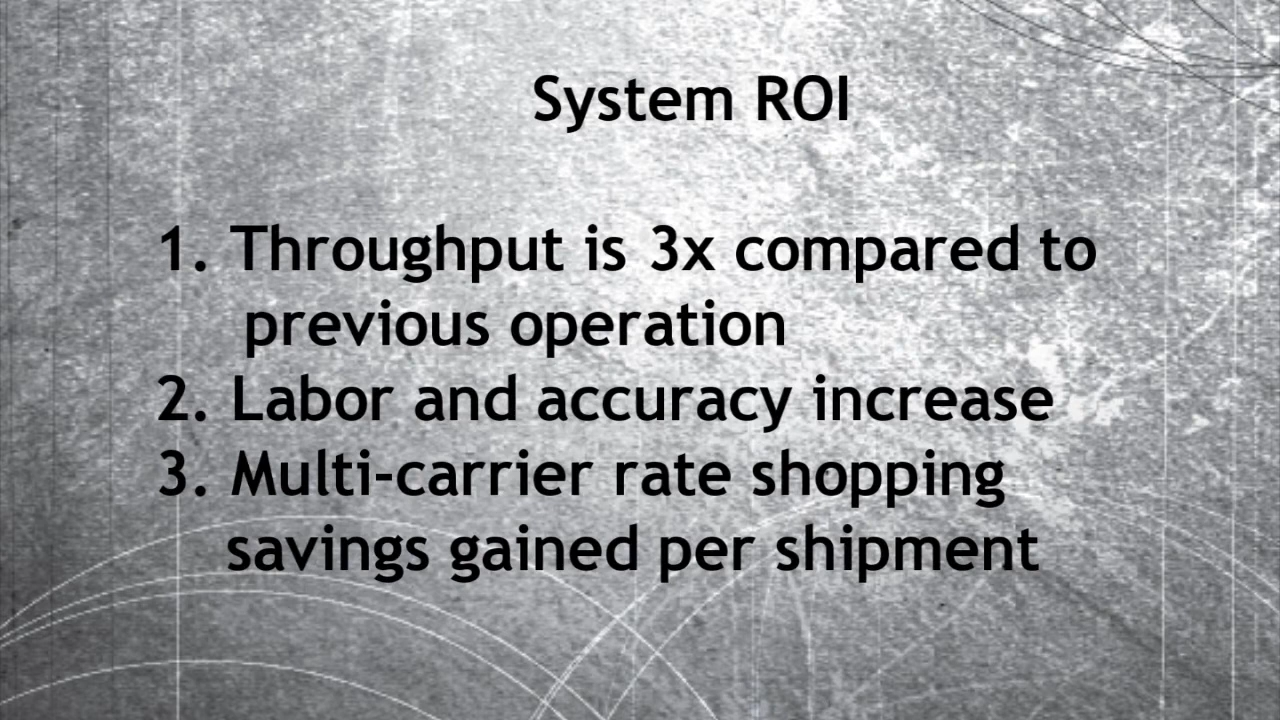 System ROI
1. Throughput is 3x compared to
previous operation
2. Labor and accuracy increase
3. Multi-carrier rate shopping
savings gained per shipment